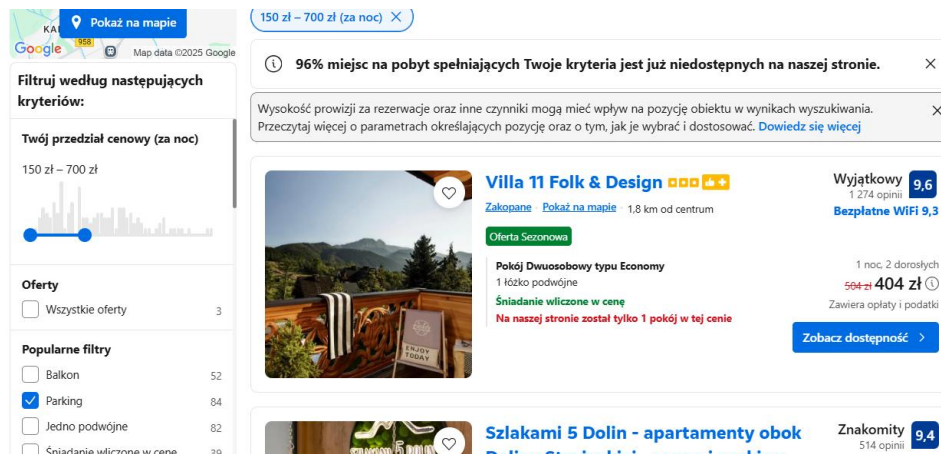 KA
Pokaż na mapie
958
Google
Map data ©2025 Google
Filtruj według następujących
kryteriów:
Twój przedział cenowy (za noc)
150 zł – 700 zł
Oferty
Wszystkie oferty 3
Popularne filtry
Balkon 52
Parking 84
Jedno podwójne 82
Śniadanie wliczone w cenę 39
150 zł – 700 zł (za noc)
96% miejsc na pobyt spełniających Twoje kryteria jest już niedostępnych na naszej stronie.
Wysokość prowizji za rezerwacje oraz inne czynniki mogą mieć wpływ na pozycję obiektu w wynikach wyszukiwania.
Przeczytaj więcej o parametrach określających pozycję oraz o tym, jak je wybrać i dostosować. Dowiedz się więcej
ENJOY
TODAY
Villa 11 Folk & Design
Zakopane Pokaż na mapie 1,8 km od centrum
Oferta Sezonowa
Pokój Dwuosobowy typu Economy
1 łóżko podwójne
Śniadanie wliczone w cenę
Na naszej stronie został tylko 1 pokój w tej cenie
Wyjątkowy 9,6
1 274 opinii
Bezpłatne WiFi 9,3
1 noc, 2 dorosłych
504 zł 404 zł
Zawiera opłaty i podatki
Zobacz dostępność
Szlakami 5 Dolin - apartamenty obok
Znakomity 9,4
514 opinii